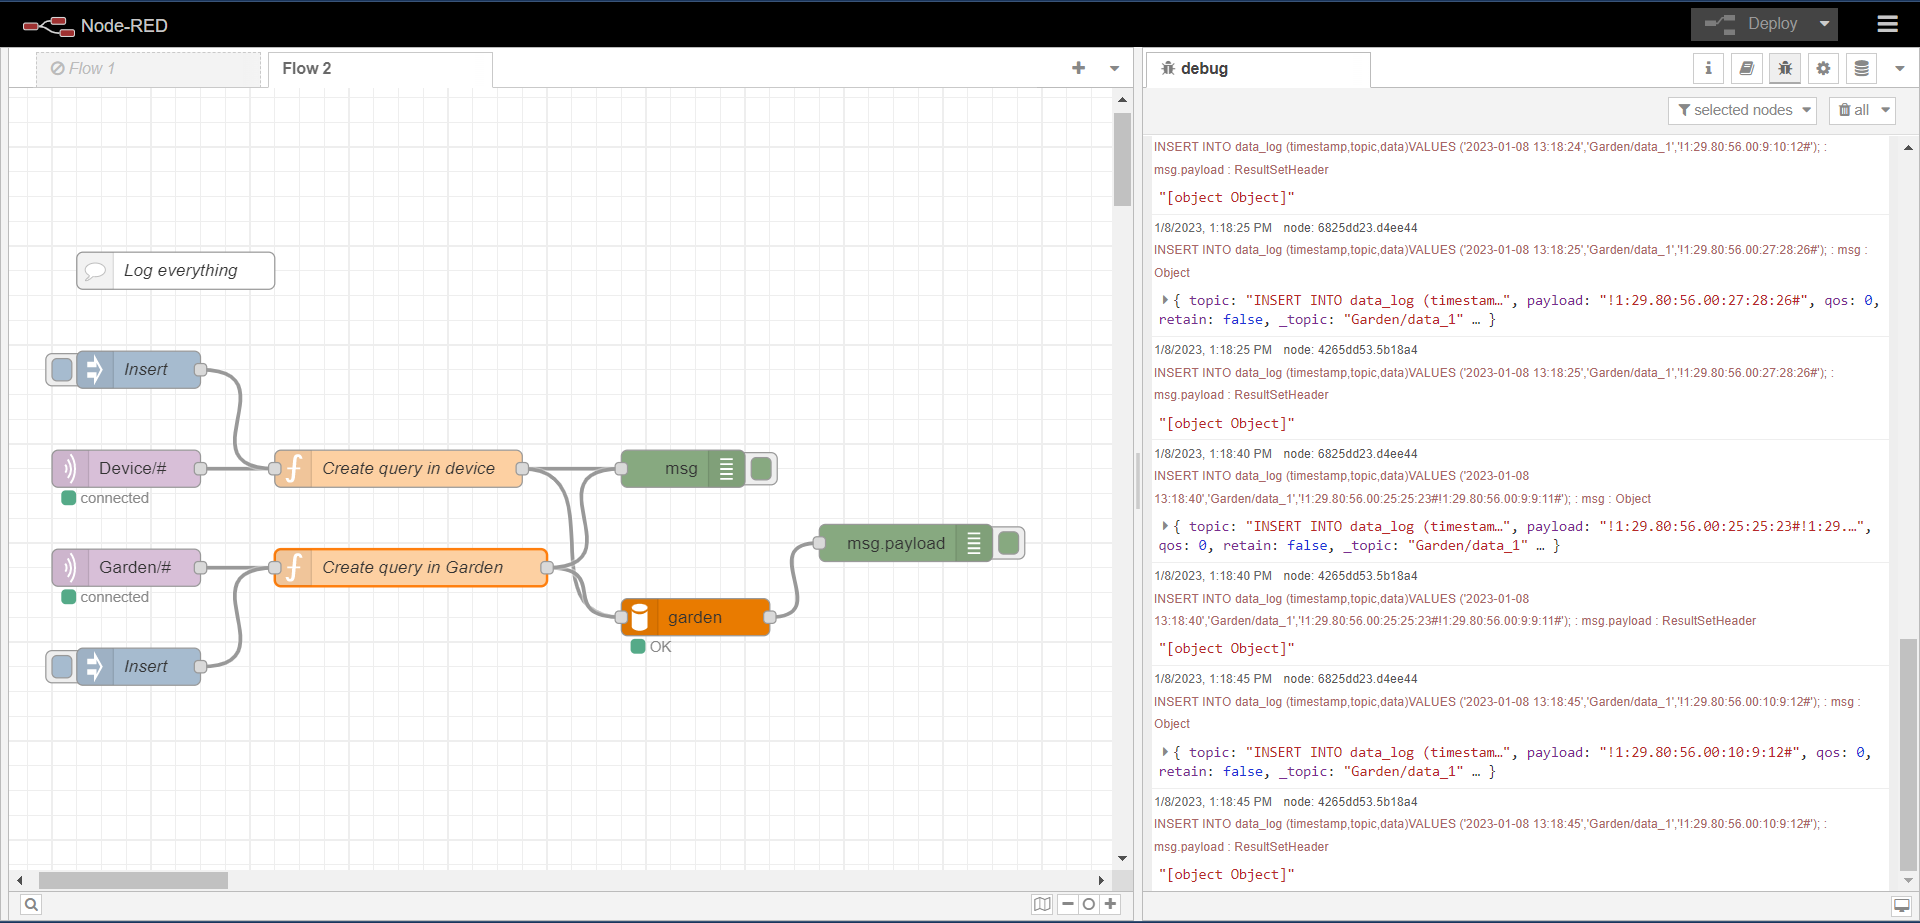 Node-RED
Deploy
Flow 1
Flow 2
Log everything
Insert
Device/#
connected
Create query in device
msg
Garden/#
connected
Create query in Garden
msg.payload
garden
OK
Insert
debug
selected nodes
all
INSERT INTO data_log (timestamp,topic,data)VALUES ('2023-01-08 13:18:24','Garden/data_1','!1:29.80:56.00:9:10:12#'); :
msg.payload : ResultSetHeader
"[object Object]"
1/8/2023, 1:18:25 PM node: 6825dd23.d4ee44
INSERT INTO data_log (timestamp,topic,data)VALUES ('2023-01-08 13:18:25','Garden/data_1','!1:29.80:56.00:27:28:26#'); : msg :
Object
{ topic: "INSERT INTO data_log (timestam…", payload: "!1:29.80:56.00:27:28:26#", qos: 0,
retain: false, _topic: "Garden/data_1" … }
1/8/2023, 1:18:25 PM node: 4265dd53.5b18a4
INSERT INTO data_log (timestamp,topic,data)VALUES ('2023-01-08 13:18:25','Garden/data_1','!1:29.80:56.00:27:28:26#'); :
msg.payload : ResultSetHeader
"[object Object]"
1/8/2023, 1:18:40 PM node: 6825dd23.d4ee44
INSERT INTO data_log (timestamp,topic,data)VALUES ('2023-01-08
13:18:40','Garden/data_1','!1:29.80:56.00:25:25:23#!1:29.80:56.00:9:9:11#'); : msg : Object
{ topic: "INSERT INTO data_log (timestam…", payload: "!1:29.80:56.00:25:25:23#!1:29.…",
qos: 0, retain: false, _topic: "Garden/data_1" … }
1/8/2023, 1:18:40 PM node: 4265dd53.5b18a4
INSERT INTO data_log (timestamp,topic,data)VALUES ('2023-01-08
13:18:40','Garden/data_1','!1:29.80:56.00:25:25:23#!1:29.80:56.00:9:9:11#'); : msg.payload : ResultSetHeader
"[object Object]"
1/8/2023, 1:18:45 PM node: 6825dd23.d4ee44
INSERT INTO data_log (timestamp,topic,data)VALUES ('2023-01-08 13:18:45','Garden/data_1','!1:29.80:56.00:10:9:12#'); : msg :
Object
{ topic: "INSERT INTO data_log (timestam…", payload: "!1:29.80:56.00:10:9:12#", qos: 0,
retain: false, _topic: "Garden/data_1" … }
1/8/2023, 1:18:45 PM node: 4265dd53.5b18a4
INSERT INTO data_log (timestamp,topic,data)VALUES ('2023-01-08 13:18:45','Garden/data_1','!1:29.80:56.00:10:9:12#'); :
msg.payload : ResultSetHeader
"[object Object]"